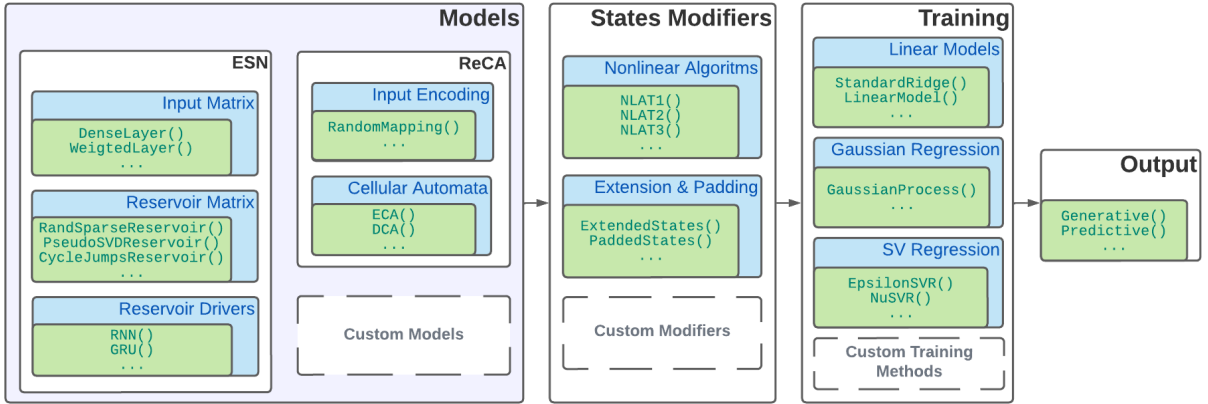 Models
ESN
Input Matrix
DenseLayer()
WeigtedLayer()
...
Reservoir Matrix
RandSparseReservoir()
PseudoSVDReservoir()
CycleJumpsReservoir()
...
Reservoir Drivers
RNN()
GRU()
...
ReCA
Input Encoding
RandomMapping()
...
Cellular Automata
ECA()
DCA()
...
Custom Models
States Modifiers
Nonlinear Algoritms
NLAT1()
NLAT2()
NLAT3()
...
Extension & Padding
ExtendedStates()
PaddedStates()
...
Custom Modifiers
Training
Linear Models
StandardRidge()
LinearModel()
...
Gaussian Regression
GaussianProcess()
...
SV Regression
EpsilonSVR()
NuSVR()
...
Custom Training
Methods
Output
Generative()
Predictive()
...